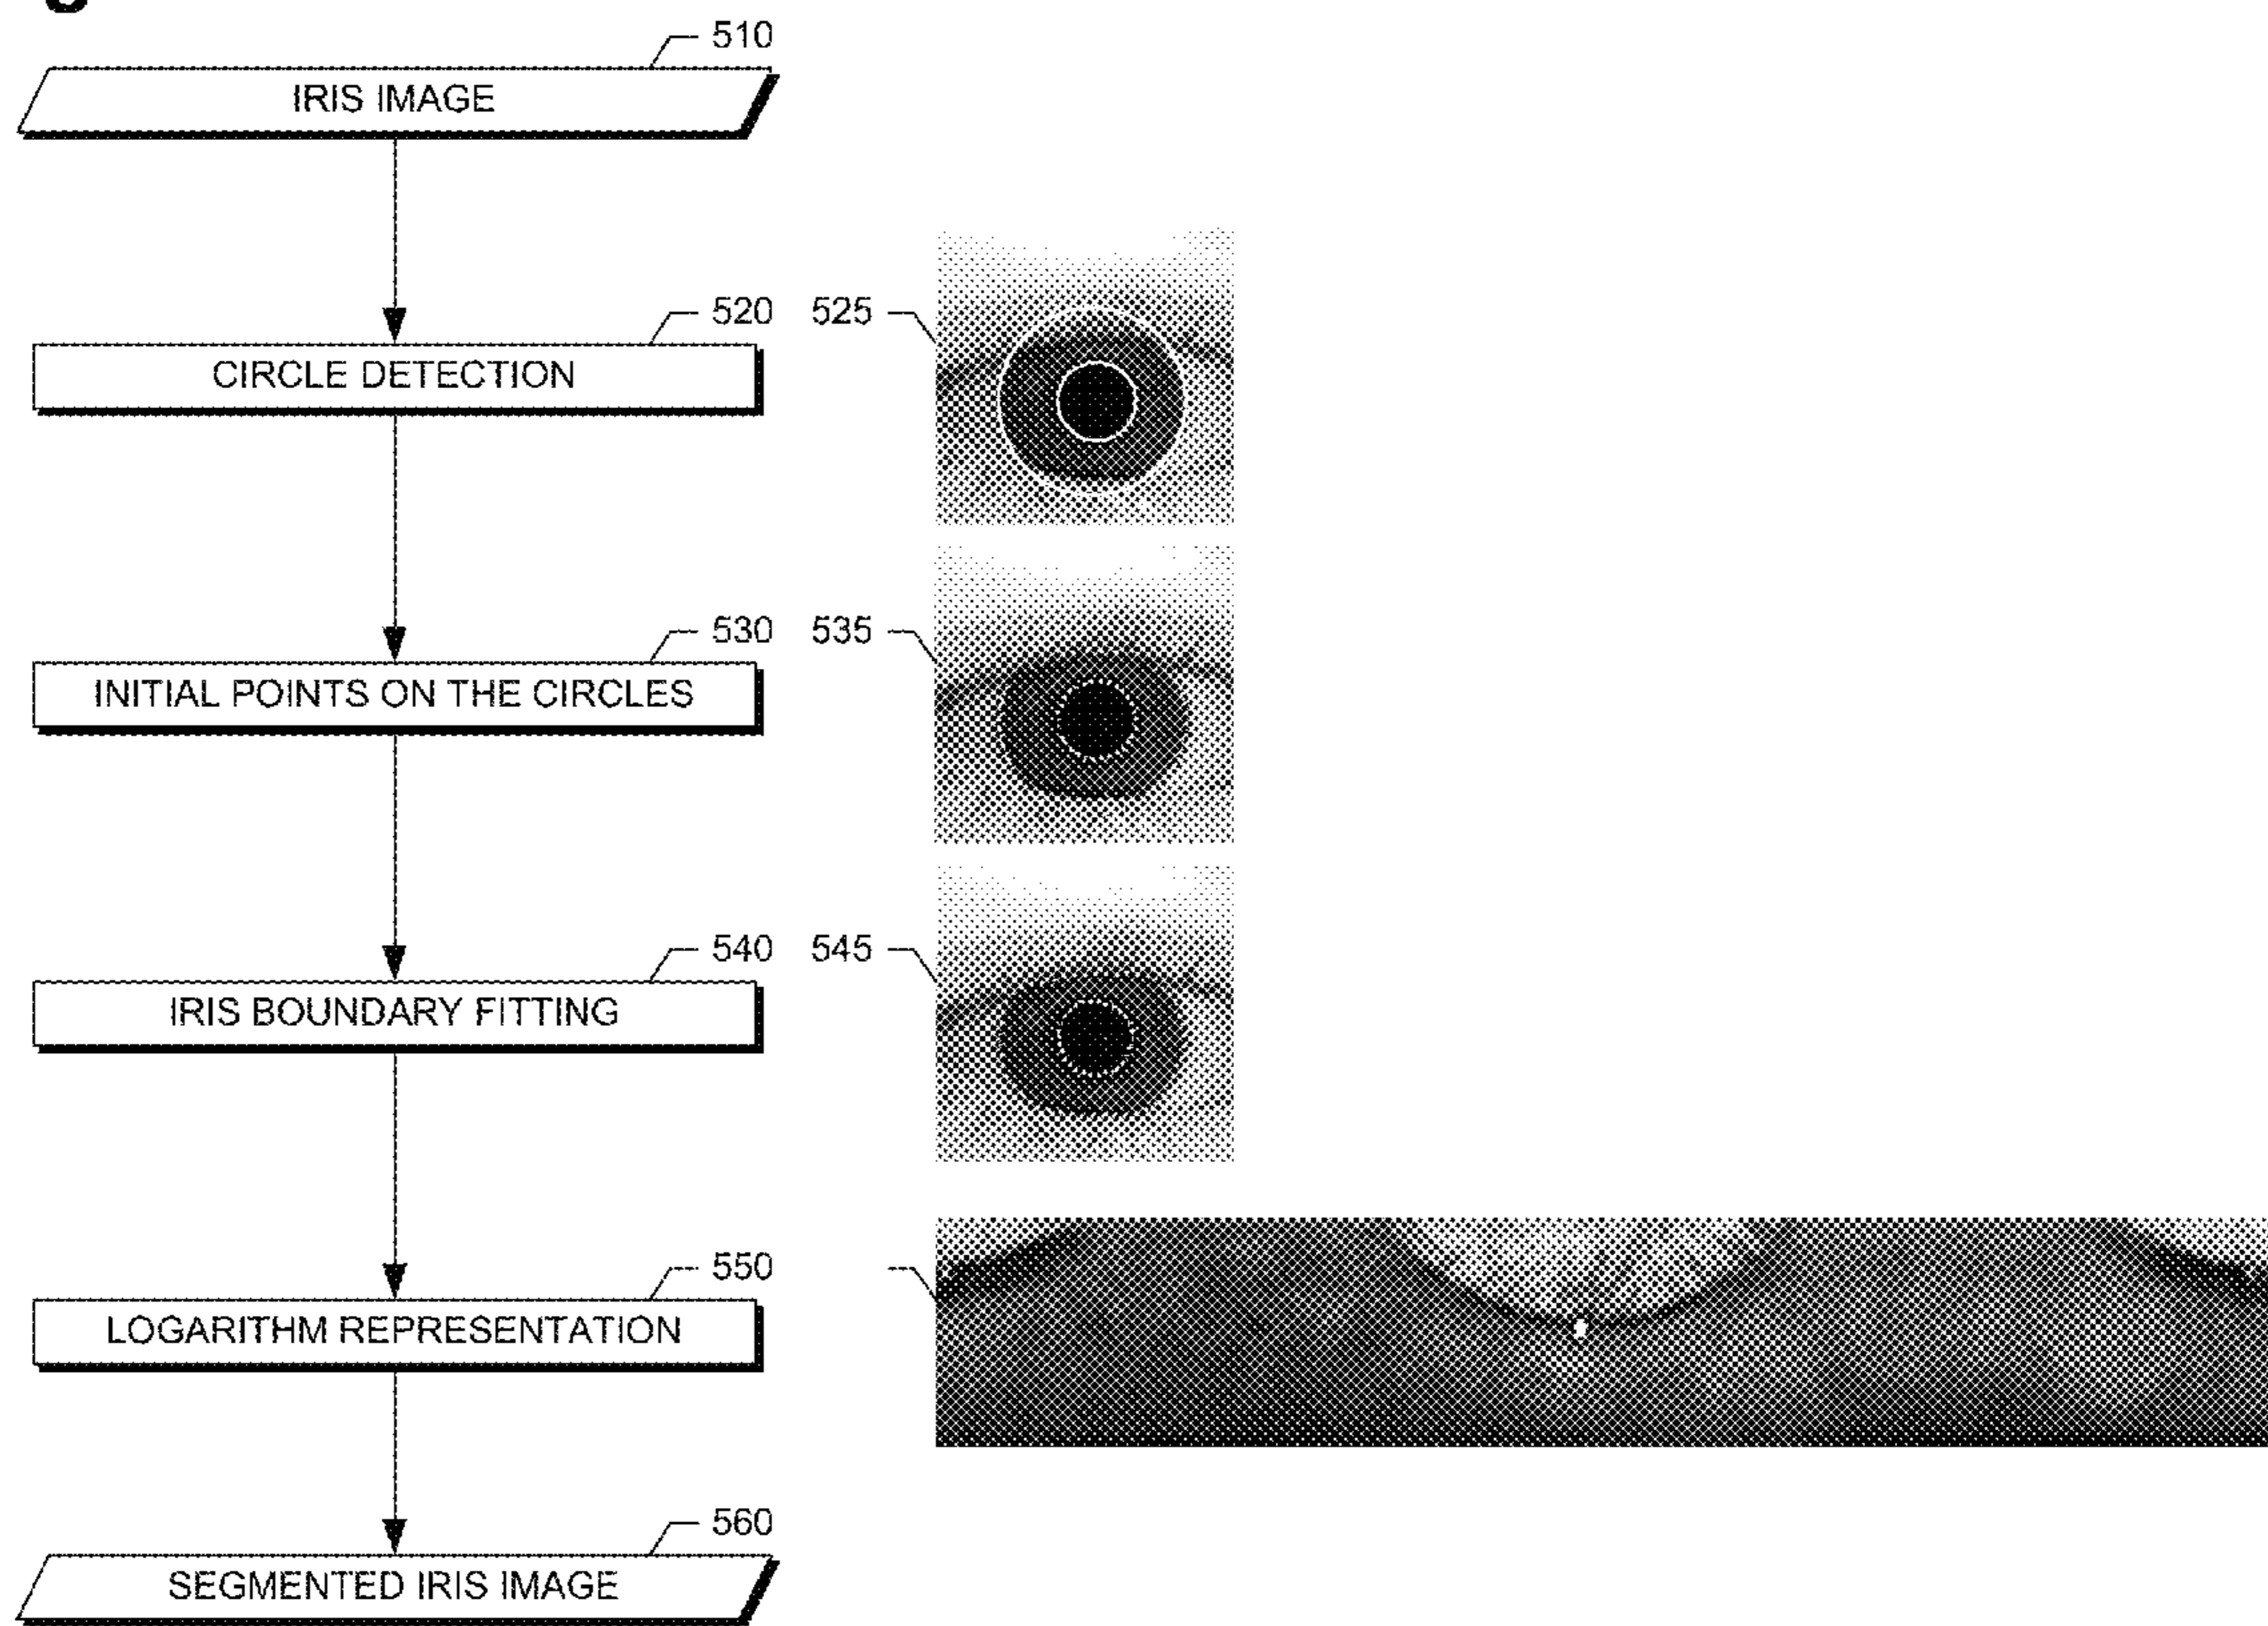 510
IRIS IMAGE
520 525
CIRCLE DETECTION
530 535
INITIAL POINTS ON THE CIRCLES
540 545
IRIS BOUNDARY FITTING
550
LOGARITHM REPRESENTATION
560
SEGMENTED IRIS IMAGE